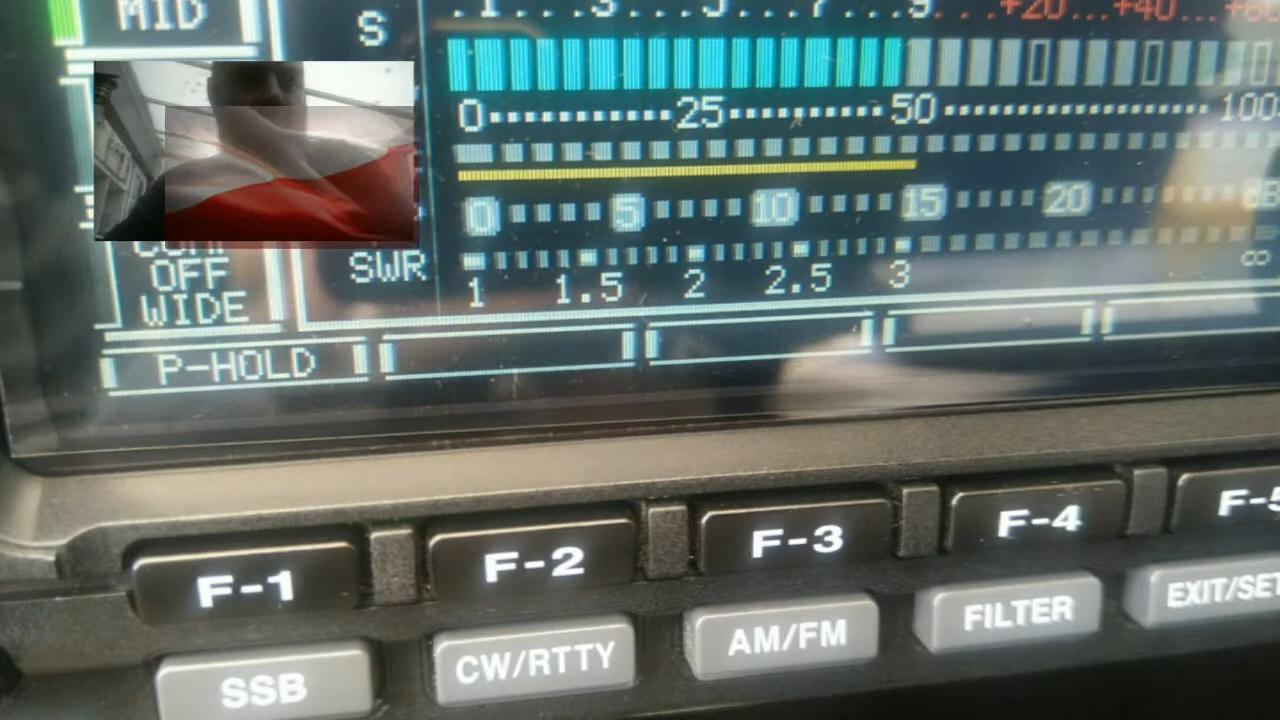 MID
S
.1...3...5...7...9...+20...+40...+60
0 25 50 100
0 5 10 15 20 dB
SWR
1 1.5 2 2.5 3 ∞
COMP
OFF
WIDE
P-HOLD
F-1 F-2 F-3 F-4
SSB CW/RTTY AM/FM FILTER EXIT/SET